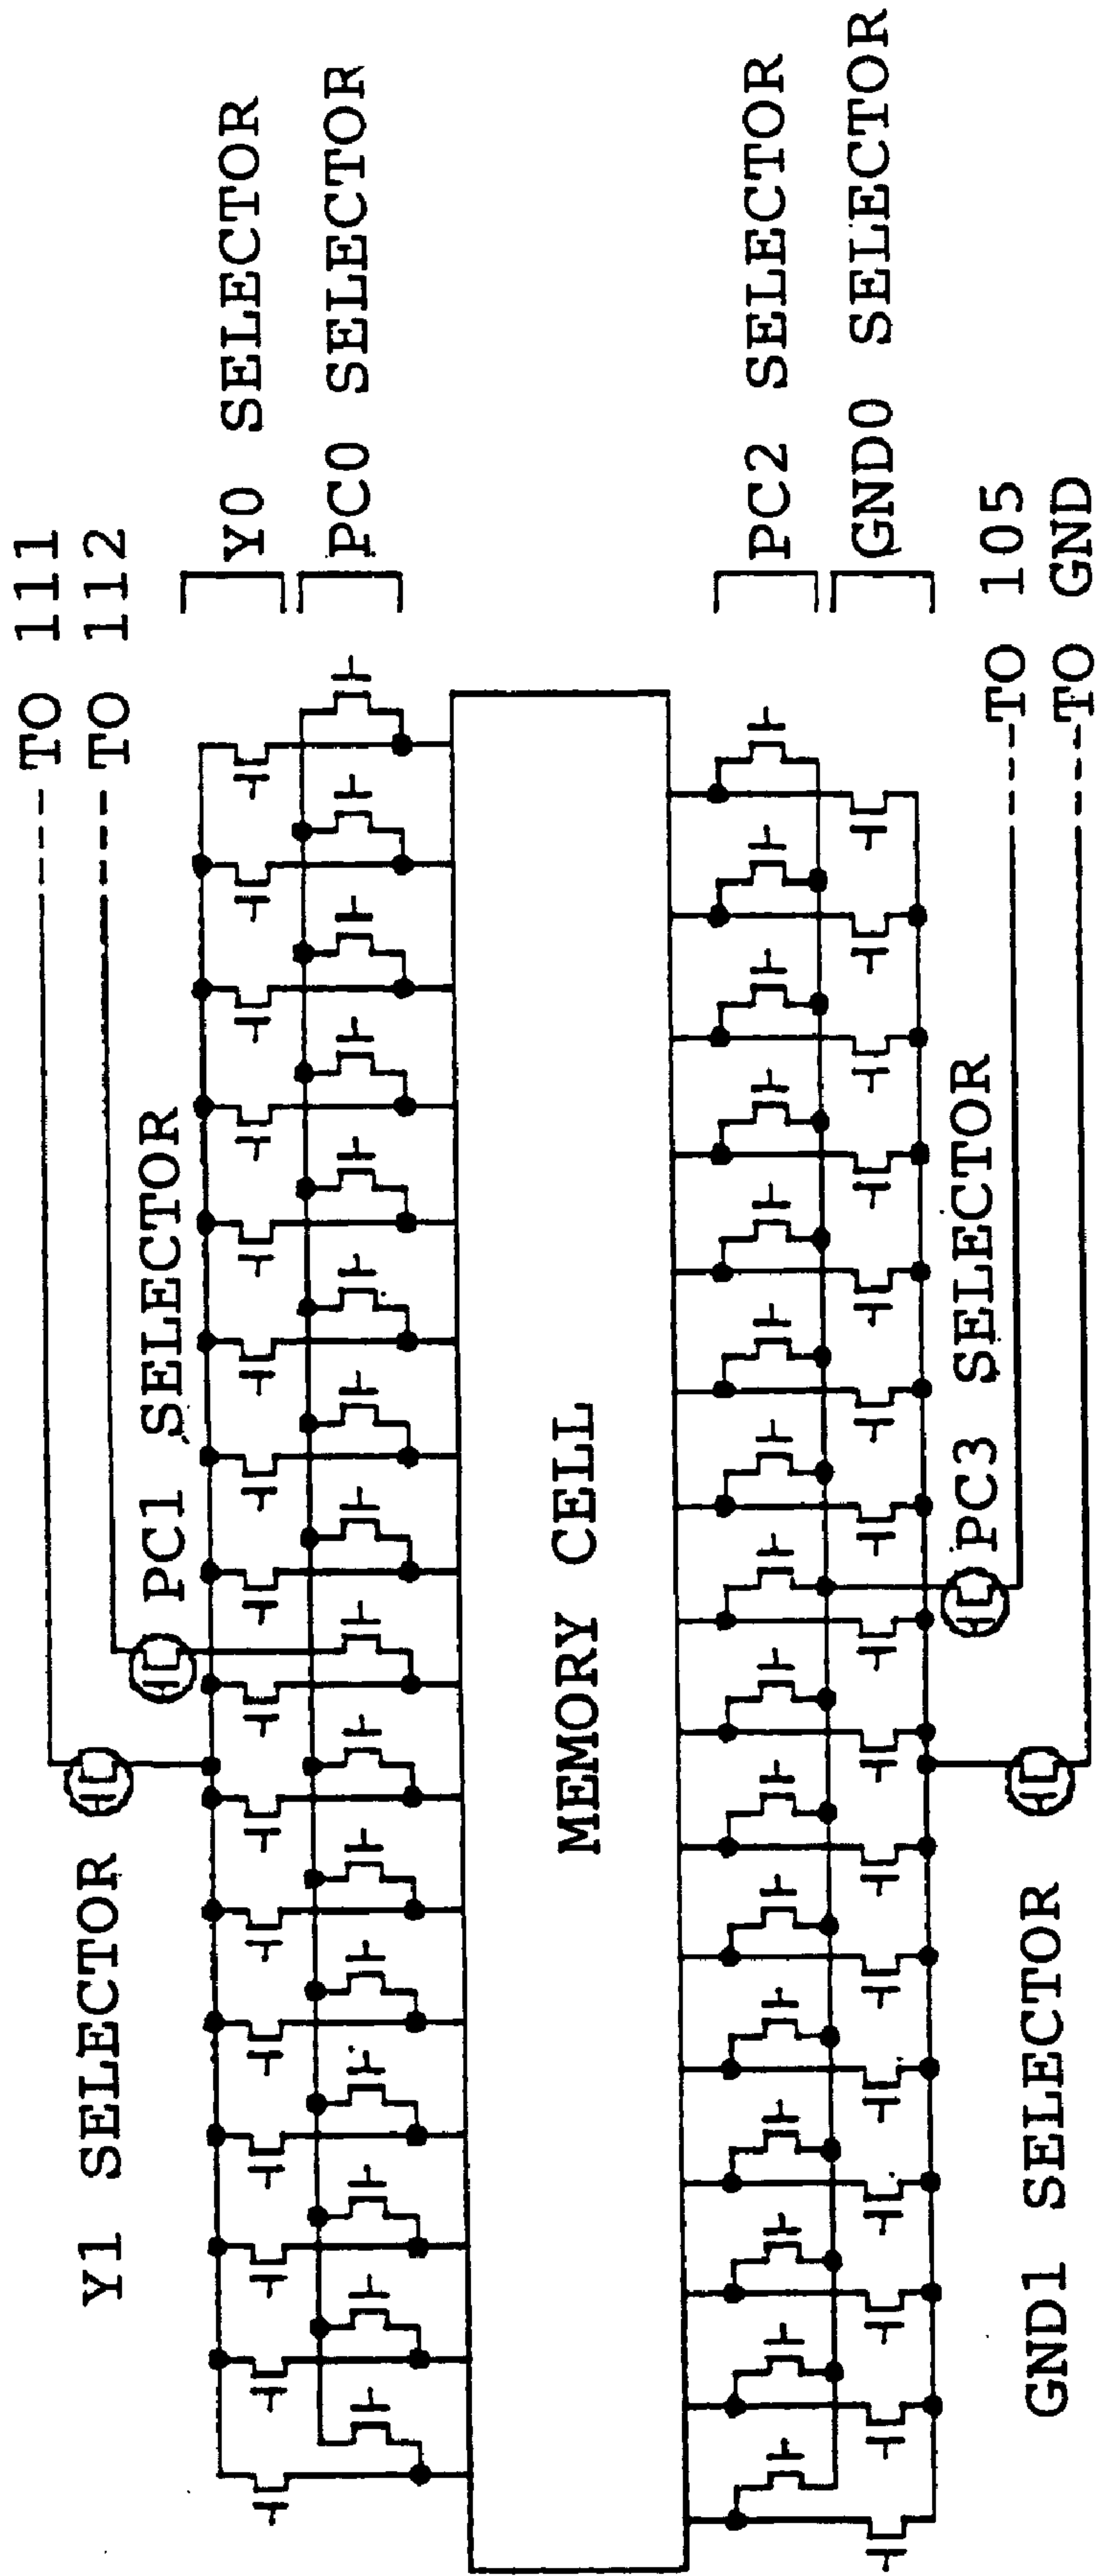 TO 111
TO 112
Y1 SELECTOR
PC1 SELECTOR
Y0 SELECTOR
PC0 SELECTOR
MEMORY CELL
PC2 SELECTOR
GND0 SELECTOR
PC3 SELECTOR
TO 105
GND1 SELECTOR
TO GND